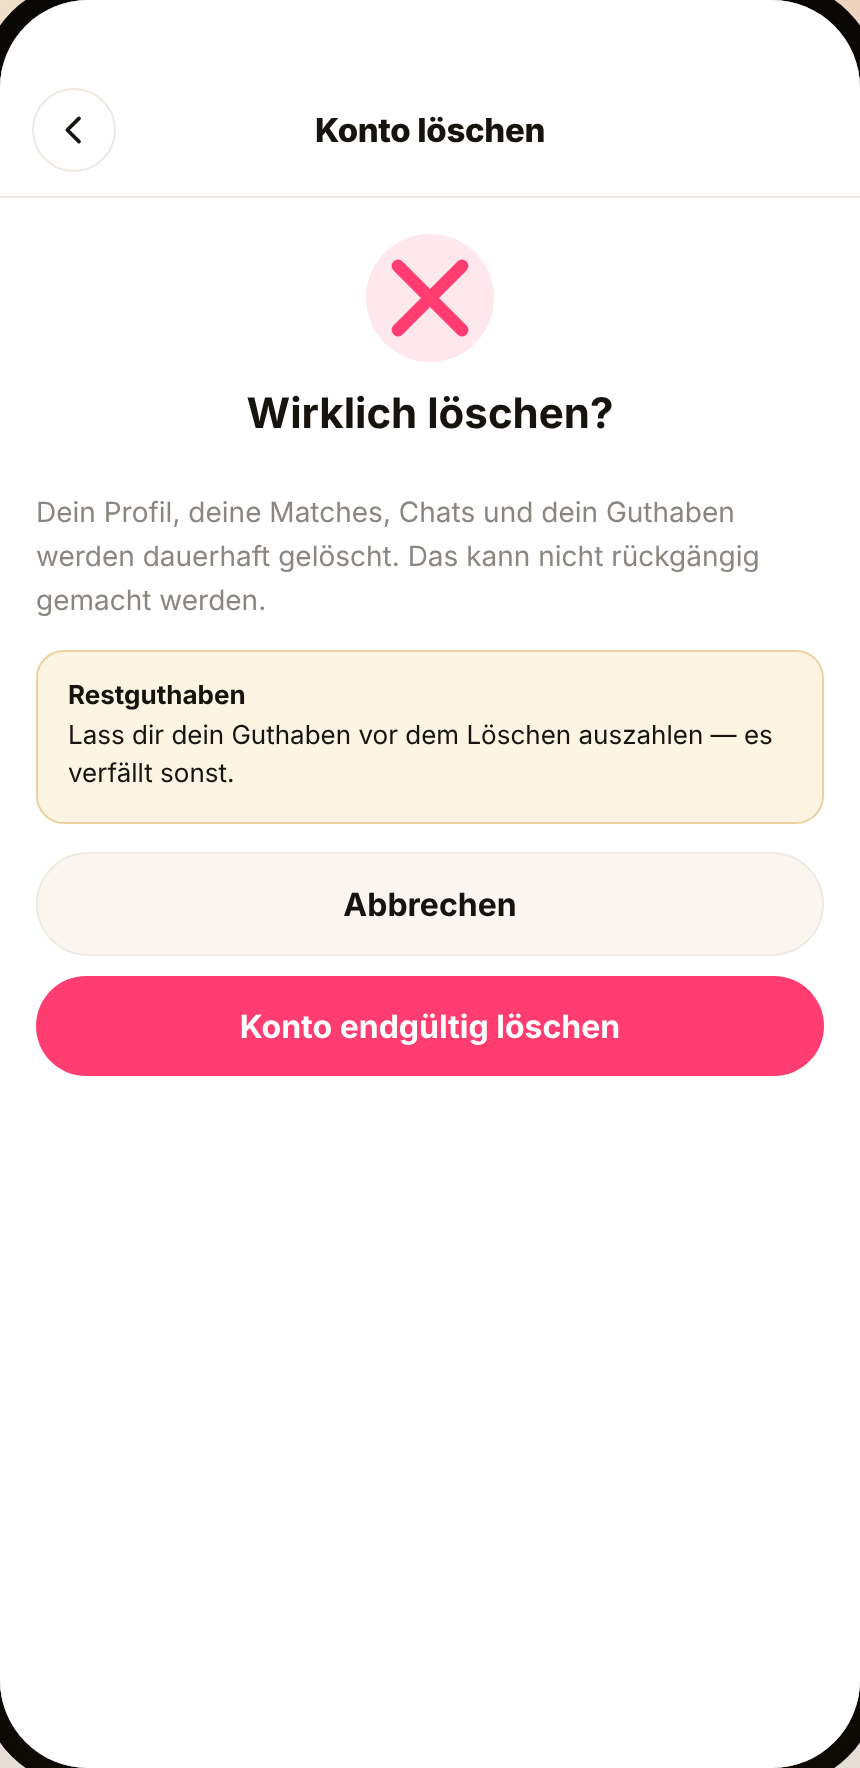 Konto löschen
Wirklich löschen?
Dein Profil, deine Matches, Chats und dein Guthaben
werden dauerhaft gelöscht. Das kann nicht rückgängig
gemacht werden.
Restguthaben
Lass dir dein Guthaben vor dem Löschen auszahlen — es
verfällt sonst.
Abbrechen
Konto endgültig löschen